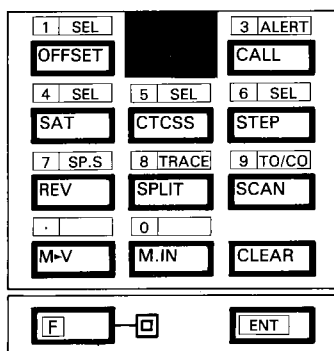 1 SEL 3 ALERT
OFFSET CALL
4 SEL 5 SEL 6 SEL
SAT CTCSS STEP
7 SP.S 8 TRACE 9 TO/CO
REV SPLIT SCAN
· 0
M►V M.IN CLEAR
F ENT